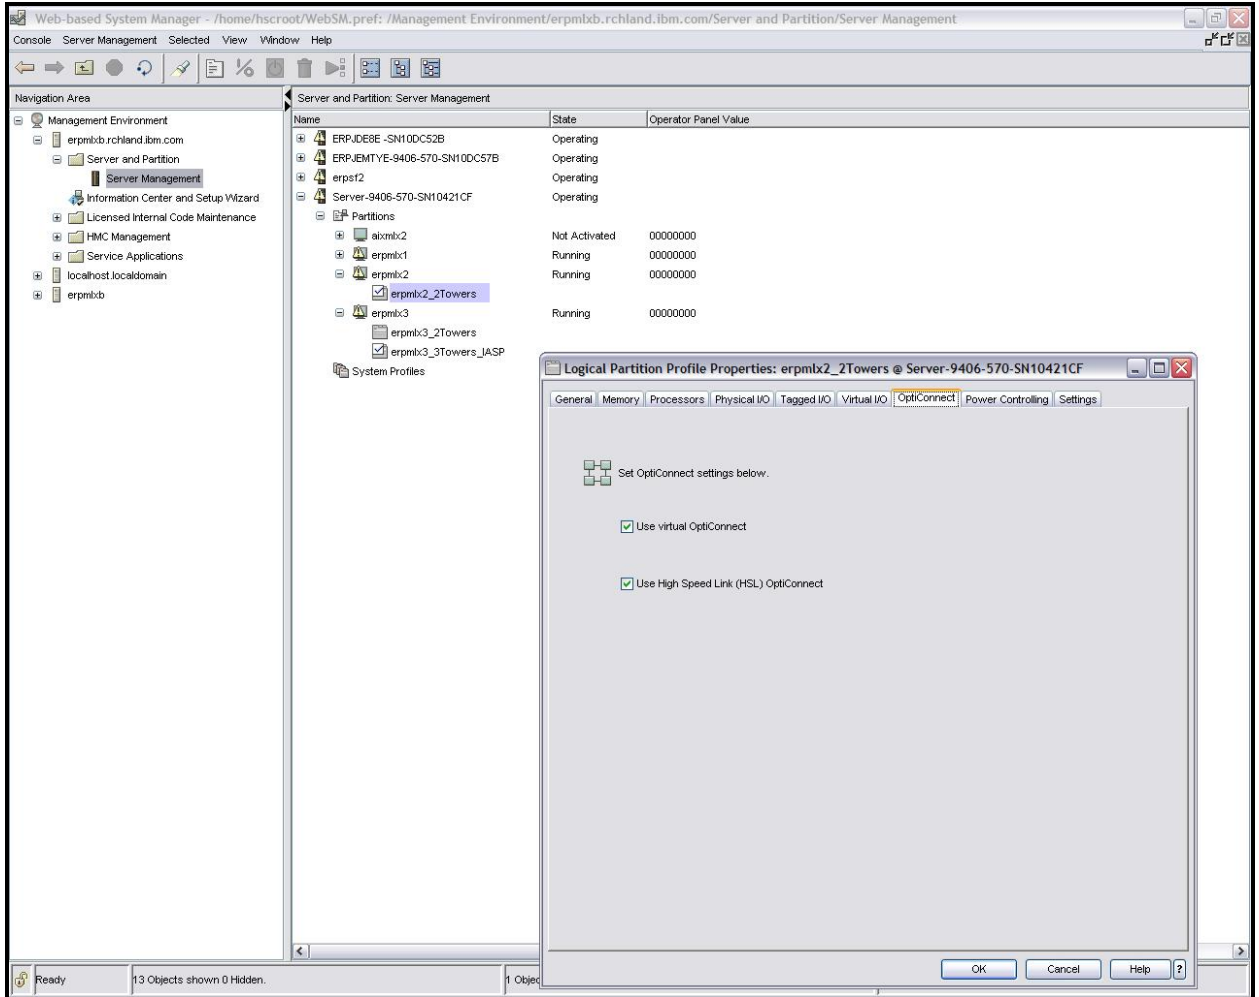 Web-based System Manager - /home/hscroot/WebSM.pref: /Management Environment/erpmlxb.rchland.ibm.com/Server and Partition/Server Management
Console Server Management Selected View Window Help
Navigation Area
Management Environment
erpmlxb.rchland.ibm.com
Server and Partition
Server Management
Information Center and Setup Wizard
Licensed Internal Code Maintenance
HMC Management
Service Applications
localhost.localdomain
erpmlxb
Server and Partition: Server Management
Name State Operator Panel Value
ERPJDE8E -SN10DC52B Operating
ERPJEMTYE-9406-570-SN10DC57B Operating
erpsf2 Operating
Server-9406-570-SN10421CF Operating
Partitions
aixmlx2 Not Activated 00000000
erpmlx1 Running 00000000
erpmlx2 Running 00000000
erpmlx2_2Towers
erpmlx3 Running 00000000
erpmlx3_2Towers
erpmlx3_3Towers_IASP
System Profiles
Logical Partition Profile Properties: erpmlx2_2Towers @ Server-9406-570-SN10421CF
General Memory Processors Physical I/O Tagged I/O Virtual I/O OptiConnect Power Controlling Settings
Set OptiConnect settings below.
Use virtual OptiConnect
Use High Speed Link (HSL) OptiConnect
OK Cancel Help ?
Ready 13 Objects shown 0 Hidden. 1 Objec